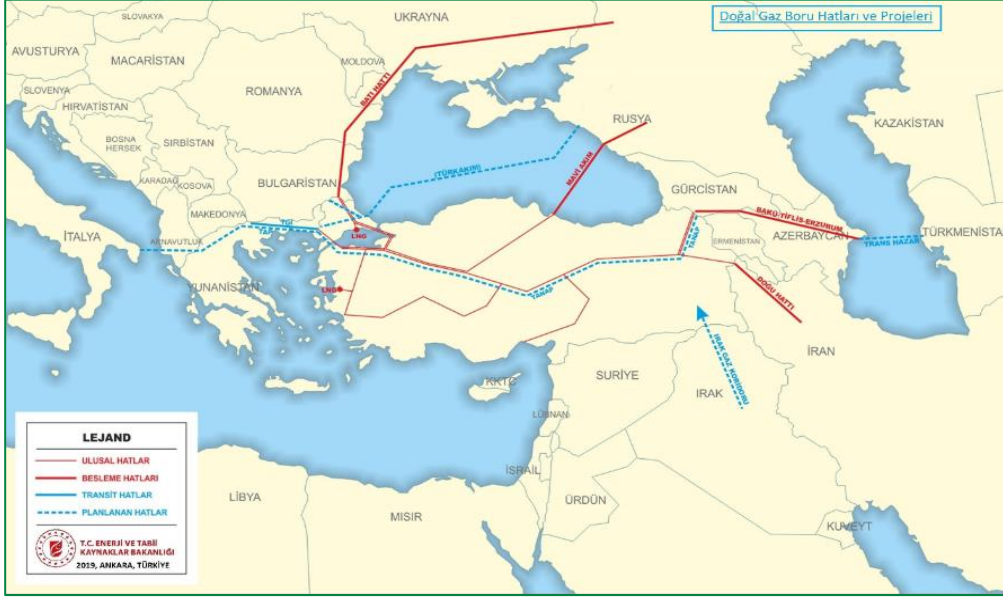 Doğal Gaz Boru Hatları ve Projeleri
UKRAYNA
SLOVAKYA
AVUSTURYA
MOLDOVA
MACARİSTAN
SLOVENYA
ROMANYA
HIRVATİSTAN
KAZAKİSTAN
BATI HATTI
RUSYA
BOSNA
HERSEK
SIRBİSTAN
(TÜRKAKIMI)
MAVİ AKIM
KARADAĞ
KOSOVA
BULGARİSTAN
GÜRCİSTAN
MAKEDONYA
BAKÜ-TİFLİS-ERZURUM
İTALYA
TGI
TAP
LNG
ARNAVUTLUK
TANAP
ERMENİSTAN
AZERBAYCAN
TRANS HAZAR
TÜRKMENİSTA
YUNANİSTAN
LNG
TANAP
DOĞU HATTI
IRAK GAZ KORİDORU
İRAN
KKTC
SURİYE
IRAK
LÜBNAN
İSRAİL
ÜRDÜN
LİBYA
MISIR
KUVEYT
LEJAND
ULUSAL HATLAR
BESLEME HATLARI
TRANSİT HATLAR
PLANLANAN HATLAR
T.C. ENERJİ VE TABİİ
KAYNAKLAR BAKANLIĞI
2019, ANKARA, TÜRKİYE